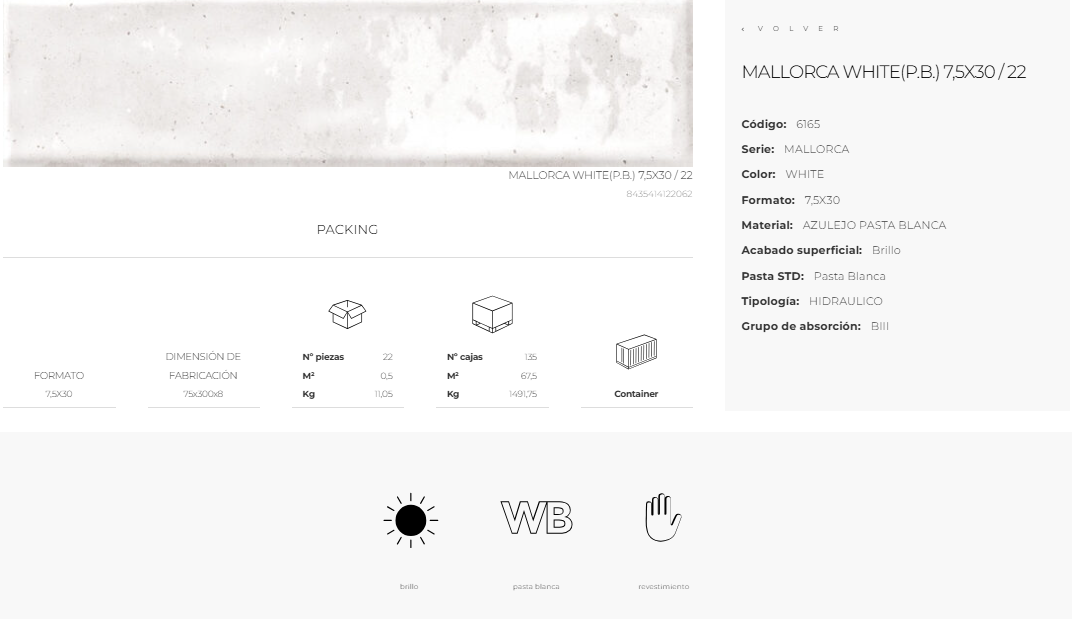 ‹ VOLVER
MALLORCA WHITE(P.B.) 7,5X30 / 22
Código: 6165
Serie: MALLORCA
Color: WHITE
Formato: 7,5X30
Material: AZULEJO PASTA BLANCA
Acabado superficial: Brillo
Pasta STD: Pasta Blanca
Tipología: HIDRAULICO
Grupo de absorción: BIII
MALLORCA WHITE(P.B.) 7,5X30 / 22
8435414122062
PACKING
FORMATO
7,5X30
DIMENSIÓN DE
FABRICACIÓN
75x300x8
Nº piezas 22
M² 0,5
Kg 11,05
Nº cajas 135
M² 67,5
Kg 1491,75
Container
WB
brillo
pasta blanca
revestimiento